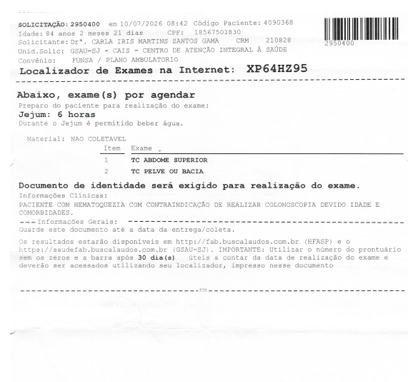 SOLICITAÇÃO: 2950400 em 10/07/2026 08:42 Código Paciente: 4090368
Idade: 84 anos 2 meses 21 dias CPF: 18567501830
Solicitante: Drª. CARLA IRIS MARTINS SANTOS GAMA CRM 210828
2950400
Unid.Solic: GSAU-SJ - CAIS - CENTRO DE ATENÇÃO INTEGRAL À SAÚDE
Convênio: FUNSA / PLANO AMBULATORIO
Localizador de Exames na Internet: XP64HZ95
Abaixo, exame(s) por agendar
Preparo do paciente para realização do exame:
Jejum: 6 horas
Durante o Jejum é permitido beber água.
Material: NAO COLETAVEL
Item Exame
1 TC ABDOME SUPERIOR
2 TC PELVE OU BACIA
Documento de identidade será exigido para realização do exame.
Informações Clínicas:
PACIENTE COM HEMATOQUEZIA COM CONTRAINDICAÇÃO DE REALIZAR COLONOSCOPIA DEVIDO IDADE E
COMORBIDADES.
----Informações Gerais:
Guarde este documento até a data da entrega/coleta.
Os resultados estarão disponíveis em http://fab.buscalaudos.com.br (HFASP) e o
https://saudefab.buscalaudos.com.br (GSAU-SJ). IMPORTANTE: Utilizar o número do prontuário
sem os zeros e a barra após 30 dia(s) úteis a contar da data de realização do exame e
deverão ser acessados utilizando seu localizador, impresso nesse documento